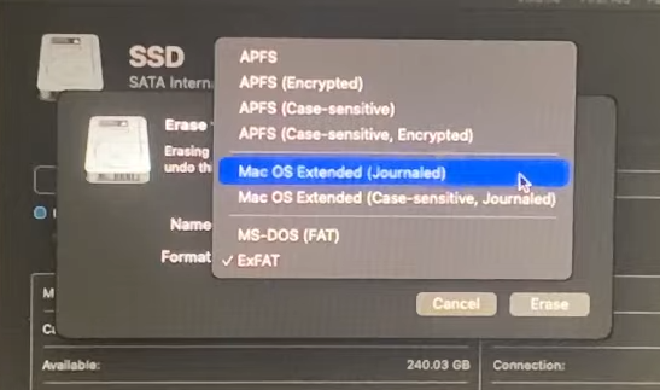 SSD
SATA Intern
APFS
APFS (Encrypted)
APFS (Case-sensitive)
APFS (Case-sensitive, Encrypted)
Mac OS Extended (Journaled)
Mac OS Extended (Case-sensitive, Journaled)
MS-DOS (FAT)
✓ ExFAT
Erase
Erasing
undo th
Name
Format
Cancel
Erase
M
Available:
240.03 GB
Connection: